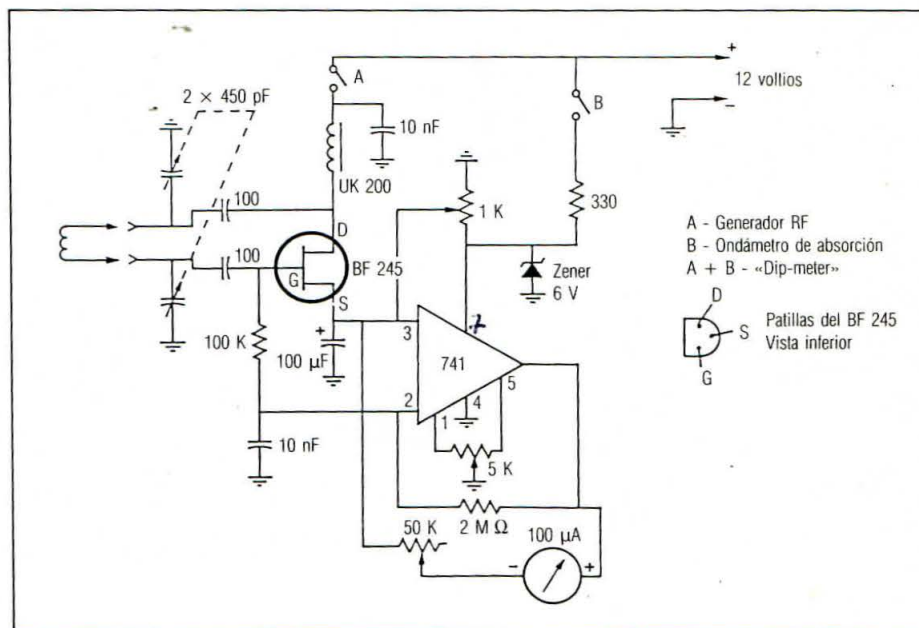 A
+
12 voltios
−
2 × 450 pF
10 nF
B
UK 200
100
1 K
330
D
100
G
BF 245
S
Zener
6 V
A - Generador RF
B - Ondámetro de absorción
A + B - «Dip-meter»
D
S
G
Patillas del BF 245
Vista inferior
100 K
+
100 µF
3
7
741
5
2
4
1
10 nF
5 K
2 M Ω
50 K
100 µA
−
+